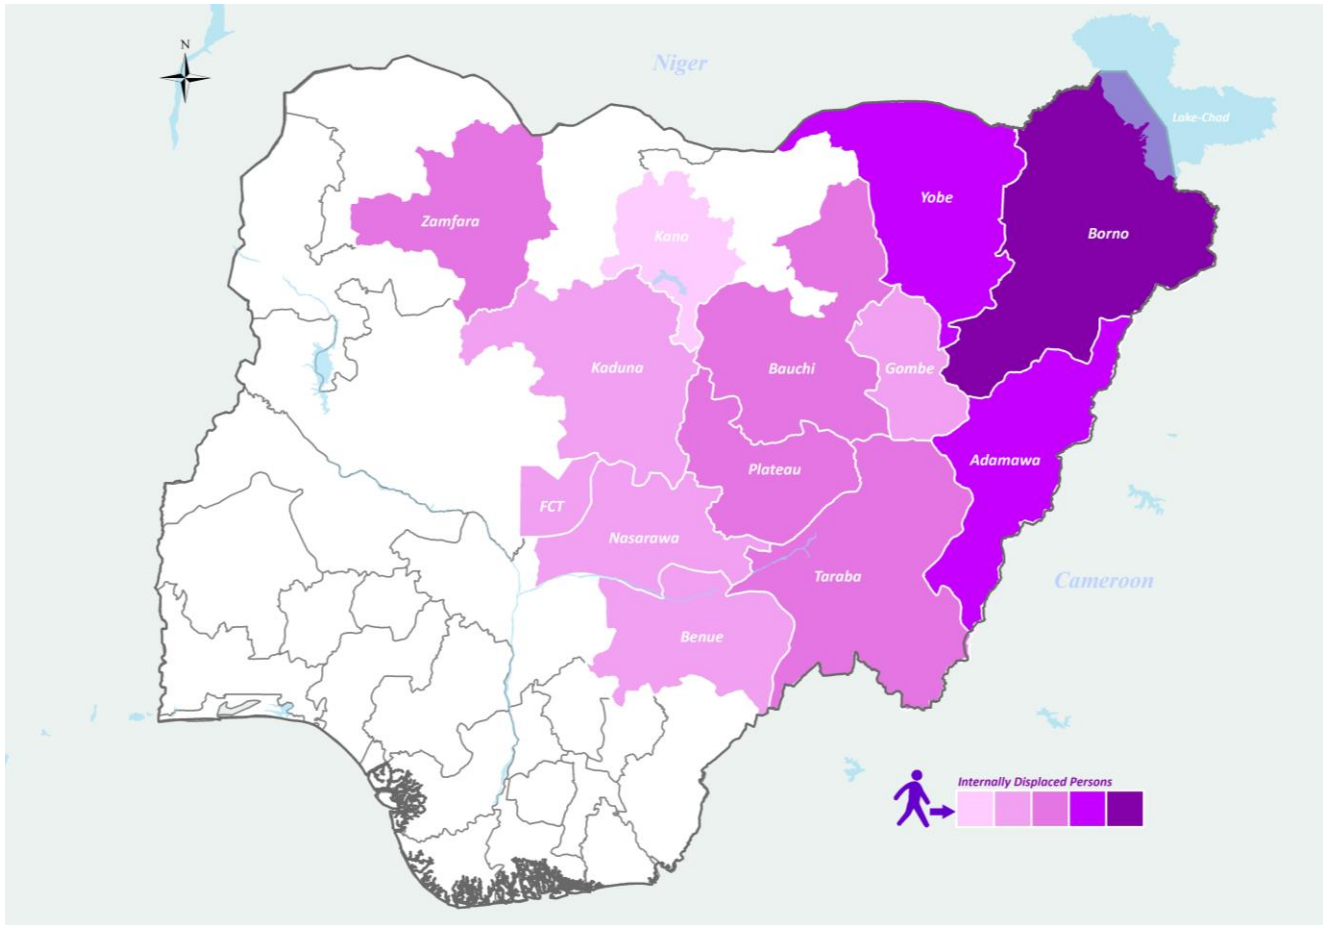 N
Niger
Lake-Chad
Yobe
Zamfara
Borno
Kano
Kaduna
Bauchi
Gombe
Adamawa
Plateau
FCT
Nasarawa
Taraba
Cameroon
Benue
Internally Displaced Persons